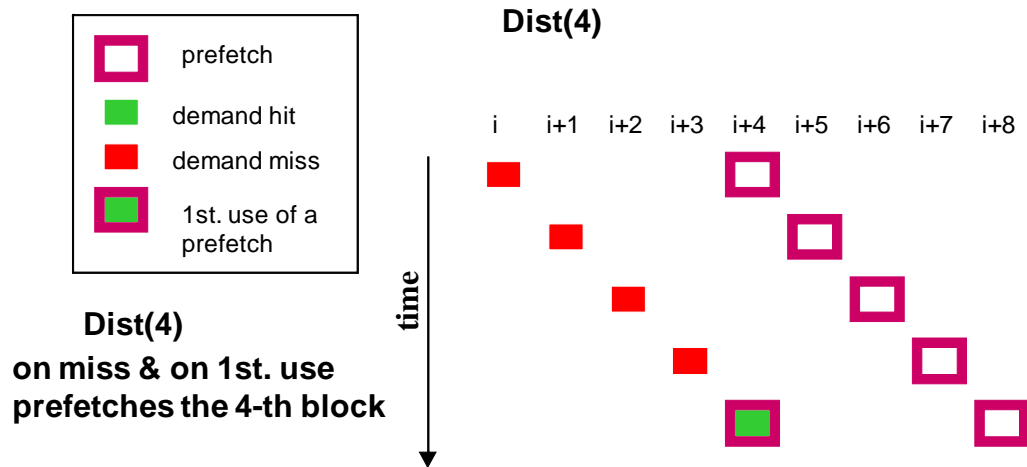 Dist(4)
prefetch
demand hit
demand miss
1st. use of a
prefetch
i i+1 i+2 i+3 i+4 i+5 i+6 i+7 i+8
time
Dist(4)
on miss & on 1st. use
prefetches the 4-th block